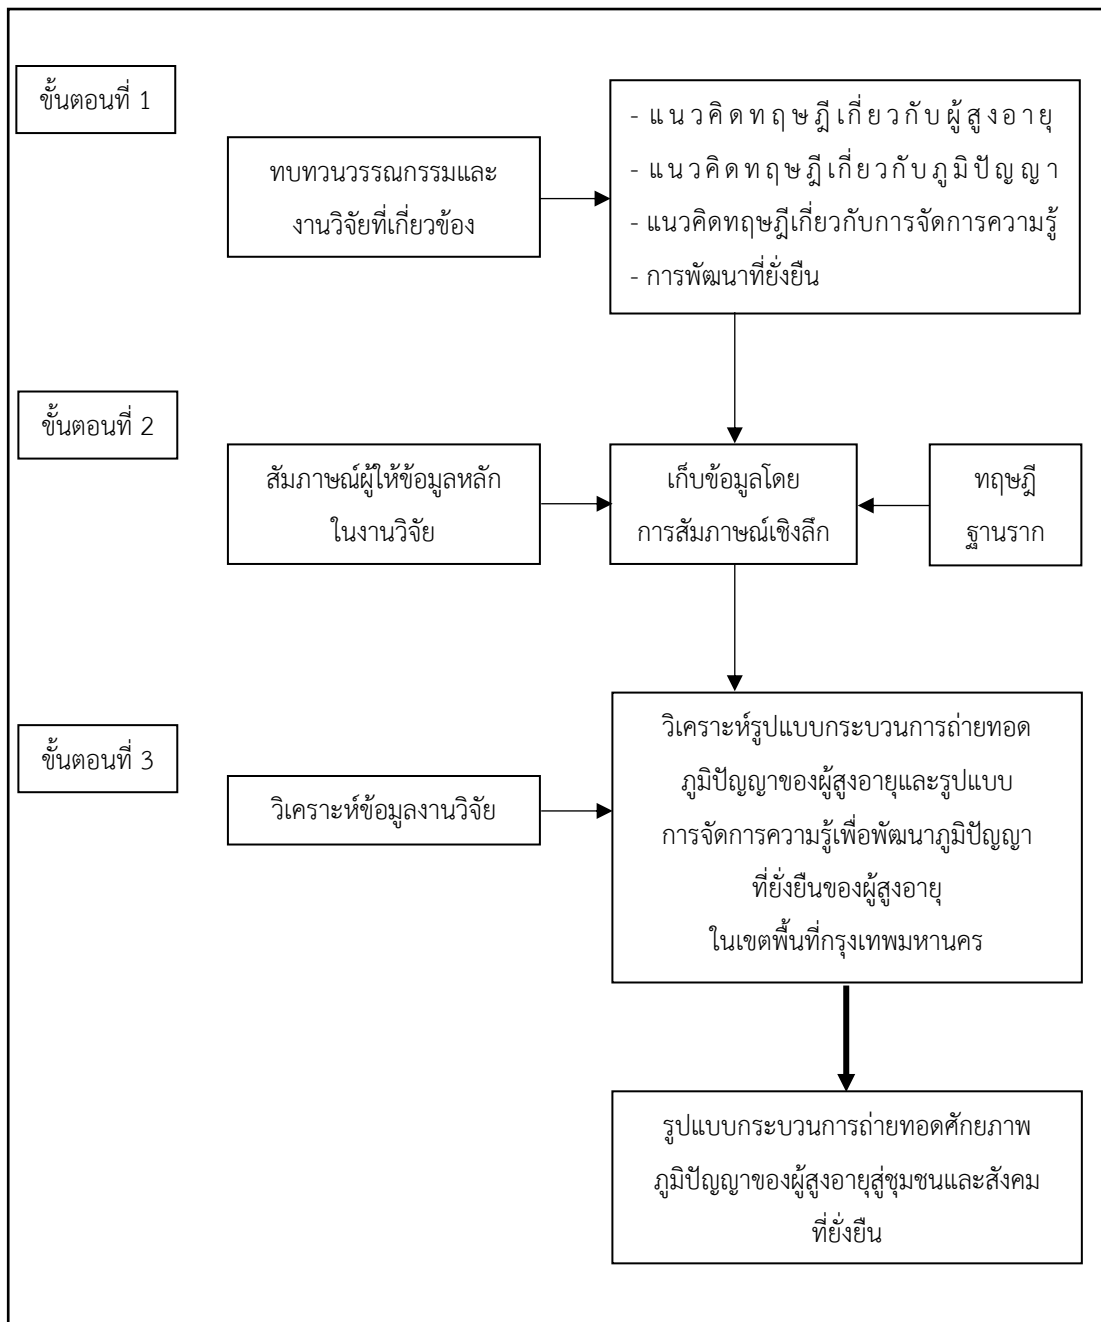 ขั้นตอนที่ 1
ทบทวนวรรณกรรมและ
งานวิจัยที่เกี่ยวข้อง
- แนวคิดทฤษฎีเกี่ยวกับผู้สูงอายุ
- แนวคิดทฤษฎีเกี่ยวกับภูมิปัญญา
- แนวคิดทฤษฎีเกี่ยวกับการจัดการความรู้
- การพัฒนาที่ยั่งยืน
ขั้นตอนที่ 2
สัมภาษณ์ผู้ให้ข้อมูลหลัก
ในงานวิจัย
เก็บข้อมูลโดย
การสัมภาษณ์เชิงลึก
ทฤษฎี
ฐานราก
ขั้นตอนที่ 3
วิเคราะห์ข้อมูลงานวิจัย
วิเคราะห์รูปแบบกระบวนการถ่ายทอด
ภูมิปัญญาของผู้สูงอายุและรูปแบบ
การจัดการความรู้เพื่อพัฒนาภูมิปัญญา
ที่ยั่งยืนของผู้สูงอายุ
ในเขตพื้นที่กรุงเทพมหานคร
รูปแบบกระบวนการถ่ายทอดศักยภาพ
ภูมิปัญญาของผู้สูงอายุสู่ชุมชนและสังคม
ที่ยั่งยืน